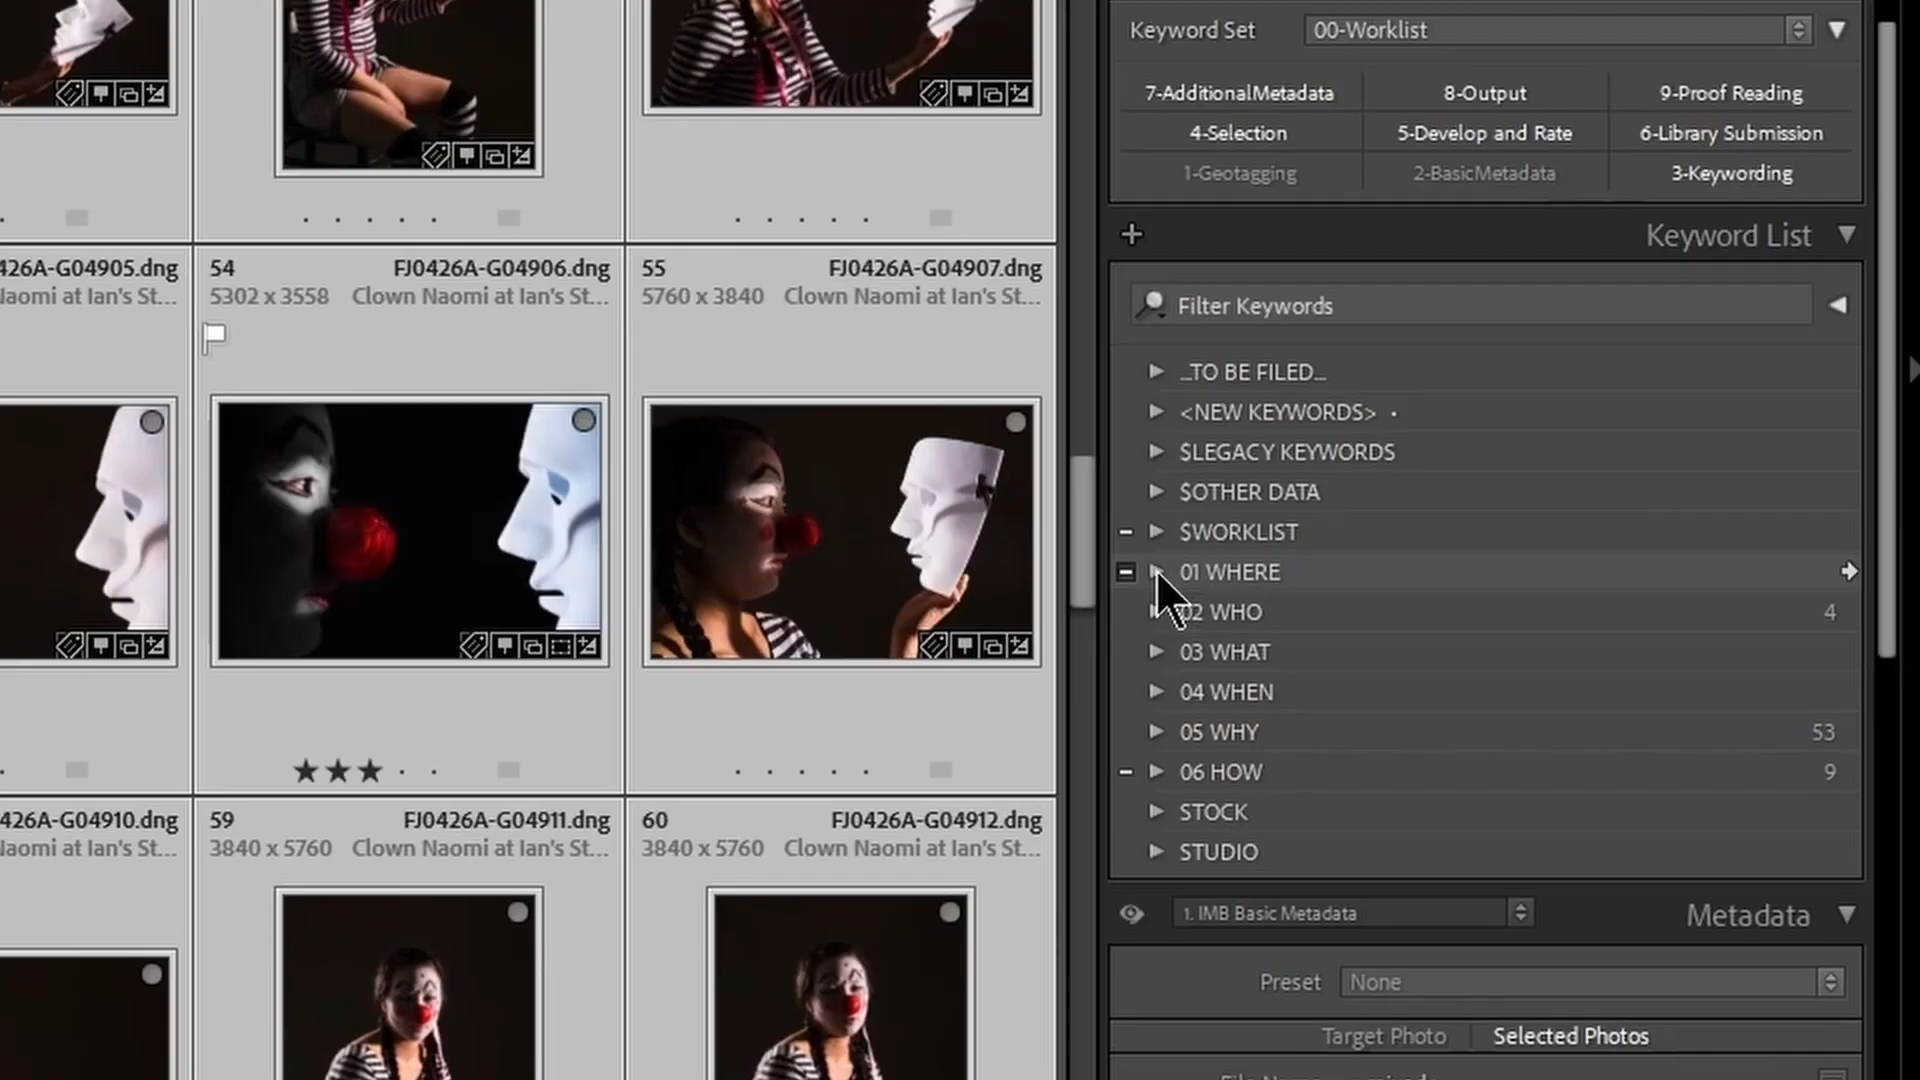 Keyword Set 00-Worklist
7-AdditionalMetadata 8-Output 9-Proof Reading
4-Selection 5-Develop and Rate 6-Library Submission
1-Geotagging 2-BasicMetadata 3-Keywording
Keyword List
Filter Keywords
_TO BE FILED_
<NEW KEYWORDS>
$LEGACY KEYWORDS
$OTHER DATA
$WORKLIST
01 WHERE
02 WHO 4
03 WHAT
04 WHEN
05 WHY 53
06 HOW 9
STOCK
STUDIO
1. IMB Basic Metadata Metadata
Preset None
Target Photo Selected Photos
426A-G04905.dng
Naomi at Ian's St...
54 FJ0426A-G04906.dng
5302 x 3558 Clown Naomi at Ian's St...
55 FJ0426A-G04907.dng
5760 x 3840 Clown Naomi at Ian's St...
426A-G04910.dng
Naomi at Ian's St...
59 FJ0426A-G04911.dng
3840 x 5760 Clown Naomi at Ian's St...
60 FJ0426A-G04912.dng
3840 x 5760 Clown Naomi at Ian's St...